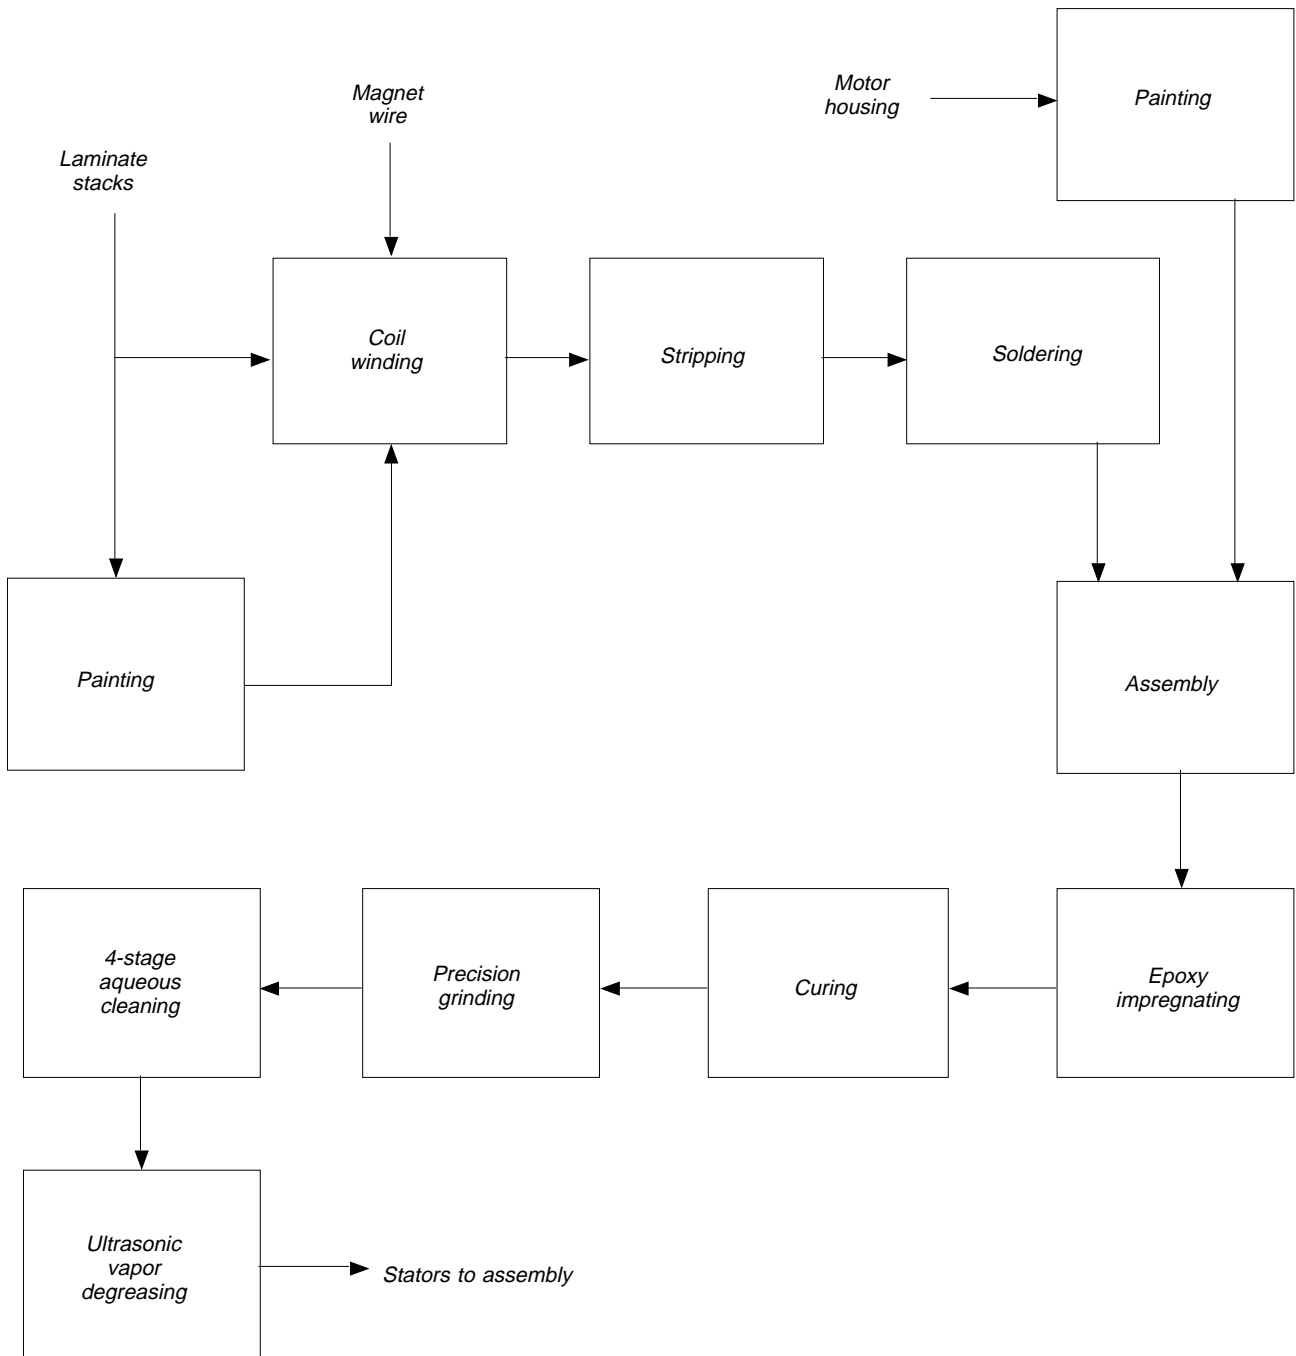 Painting
Motor
housing
Magnet
wire
Laminate
stacks
Coil
winding
Stripping
Soldering
Painting
Assembly
4-stage
aqueous
cleaning
Precision
grinding
Curing
Epoxy
impregnating
Ultrasonic
vapor
degreasing
Stators to assembly